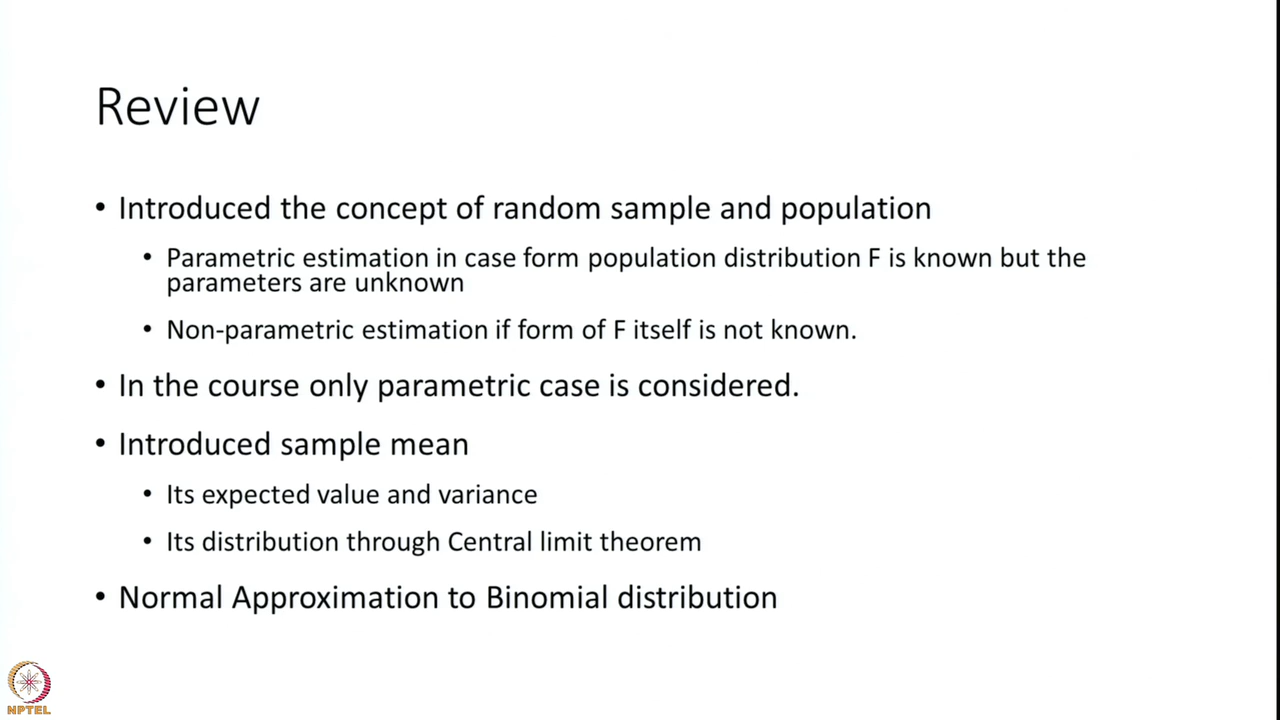 Review
• Introduced the concept of random sample and population
• Parametric estimation in case form population distribution F is known but the
parameters are unknown
• Non-parametric estimation if form of F itself is not known.
• In the course only parametric case is considered.
• Introduced sample mean
• Its expected value and variance
• Its distribution through Central limit theorem
• Normal Approximation to Binomial distribution
NPTEL